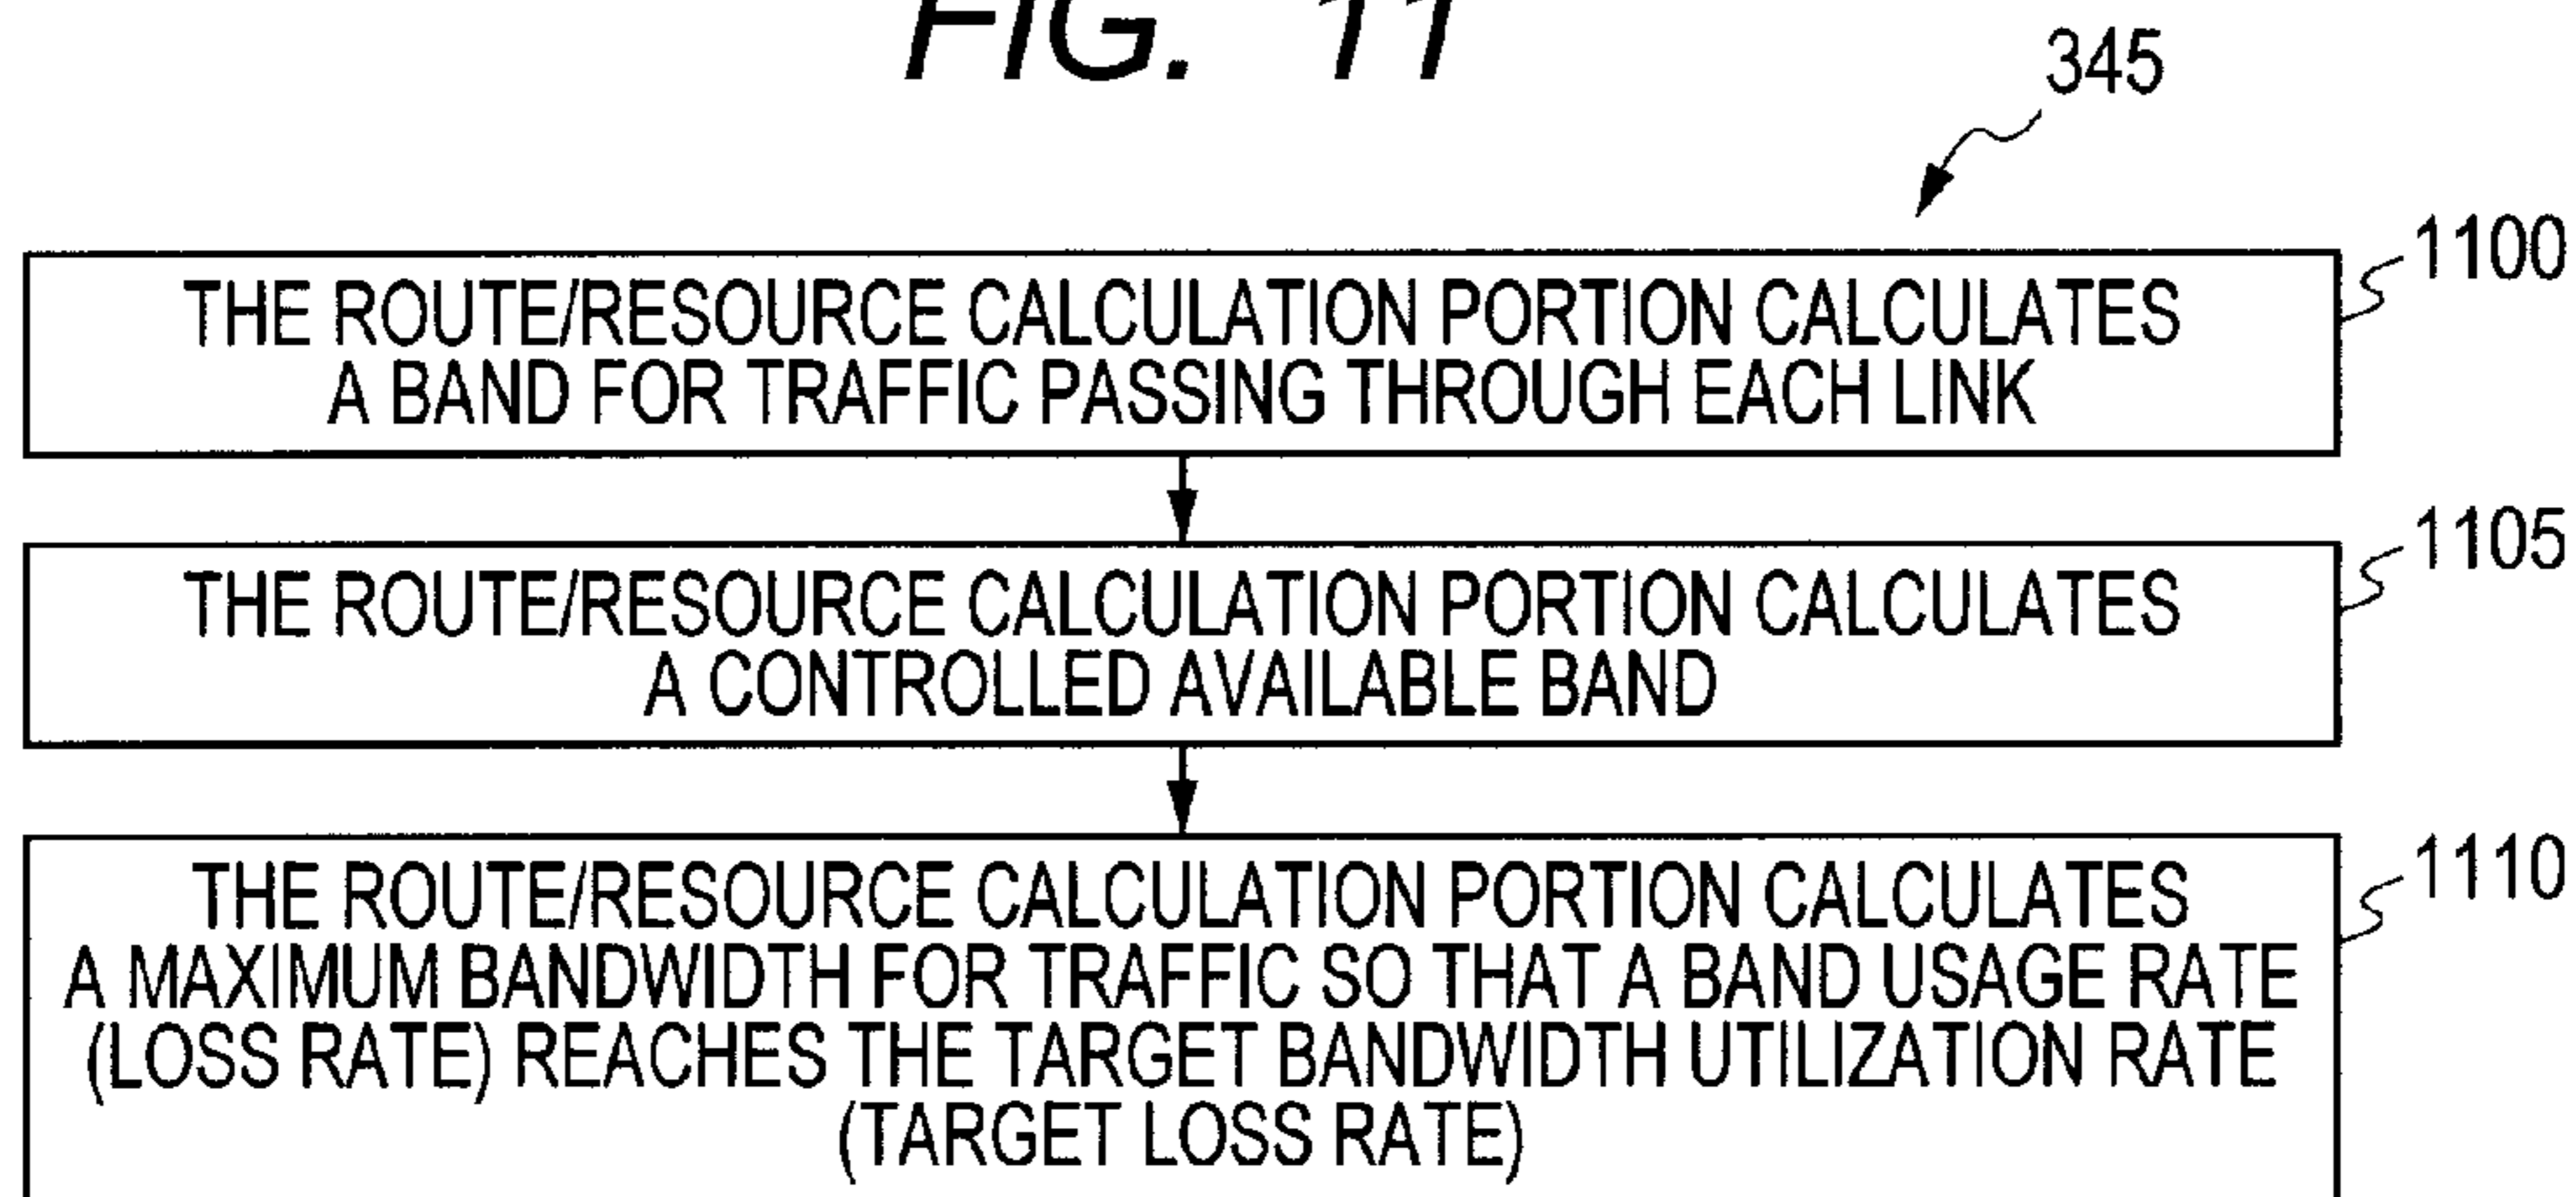 FIG. 11
345
THE ROUTE/RESOURCE CALCULATION PORTION CALCULATES
A BAND FOR TRAFFIC PASSING THROUGH EACH LINK
1100
THE ROUTE/RESOURCE CALCULATION PORTION CALCULATES
A CONTROLLED AVAILABLE BAND
1105
THE ROUTE/RESOURCE CALCULATION PORTION CALCULATES
A MAXIMUM BANDWIDTH FOR TRAFFIC SO THAT A BAND USAGE RATE
(LOSS RATE) REACHES THE TARGET BANDWIDTH UTILIZATION RATE
(TARGET LOSS RATE)
1110